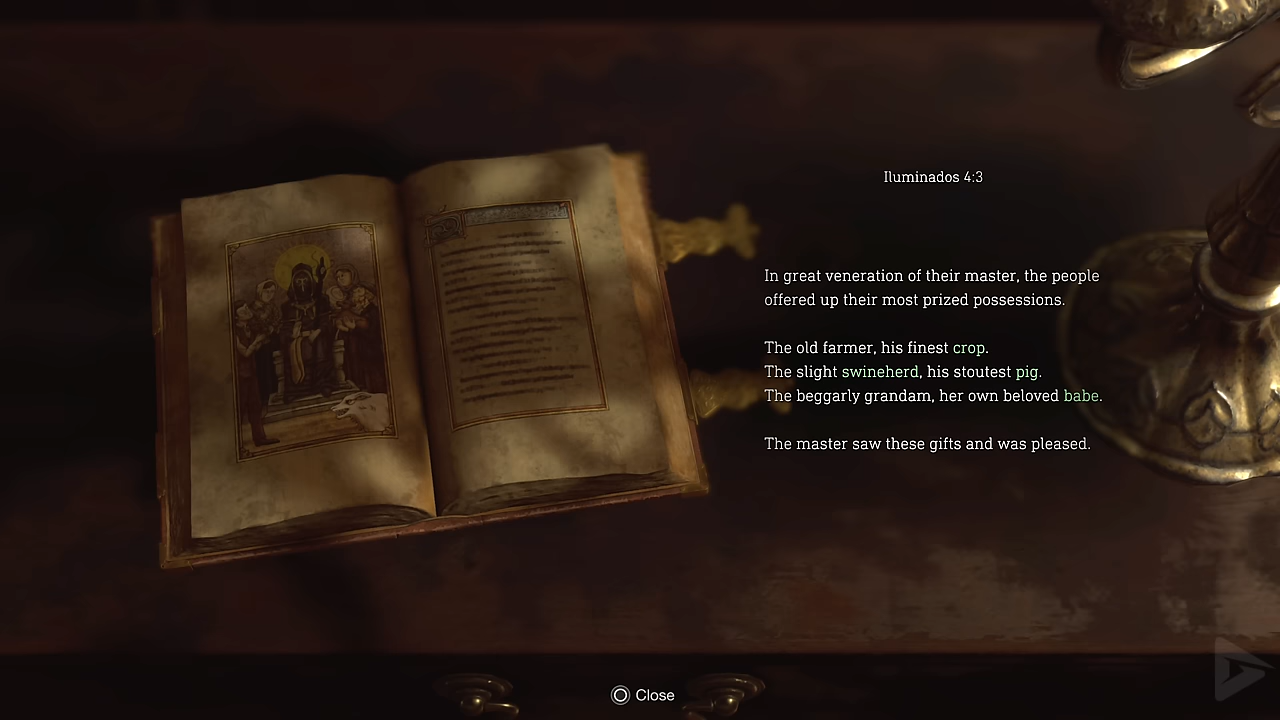 Iluminados 4:3
In great veneration of their master, the people
offered up their most prized possessions.
The old farmer, his finest crop.
The slight swineherd, his stoutest pig.
The beggarly grandam, her own beloved babe.
The master saw these gifts and was pleased.
Close